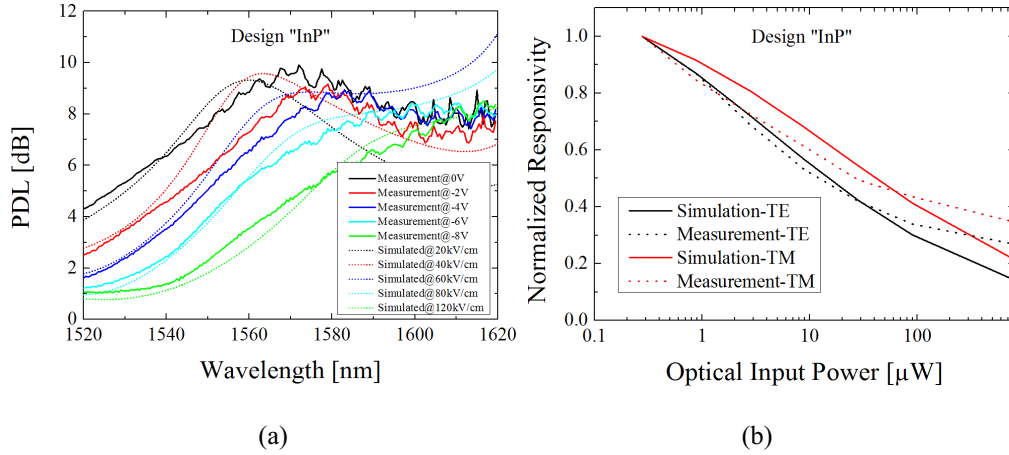 Design "InP"
PDL [dB]
12
10
8
6
4
2
0
Measurement@0V
Measurement@-2V
Measurement@-4V
Measurement@-6V
Measurement@-8V
Simulated@20kV/cm
Simulated@40kV/cm
Simulated@60kV/cm
Simulated@80kV/cm
Simulated@120kV/cm
1520 1540 1560 1580 1600 1620
Wavelength [nm]
(a)
Design "InP"
Normalized Responsivity
1.0
0.8
0.6
0.4
0.2
0.0
Simulation-TE
Measurement-TE
Simulation-TM
Measurement-TM
0.1 1 10 100
Optical Input Power [μW]
(b)